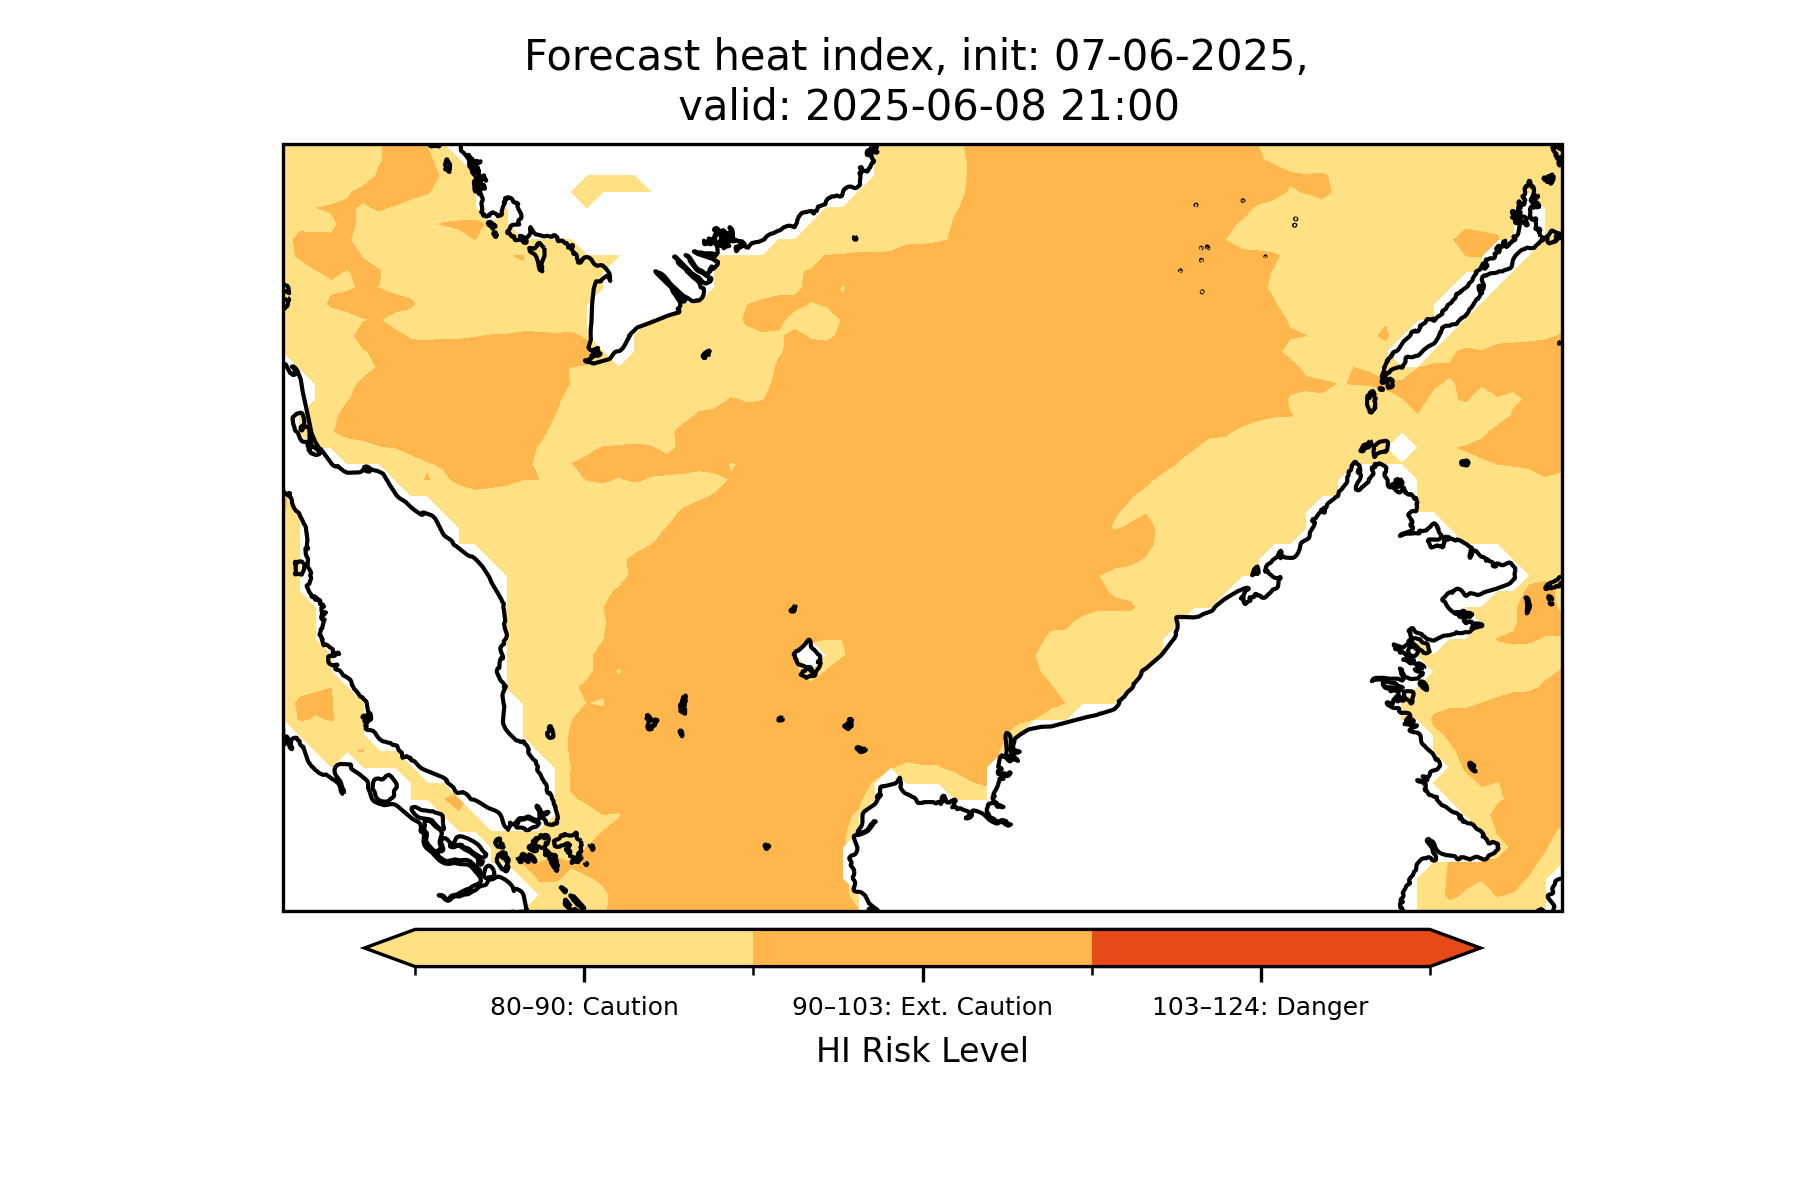 Forecast heat index, init: 07-06-2025,
valid: 2025-06-08 21:00
80–90: Caution
90–103: Ext. Caution
103–124: Danger
HI Risk Level